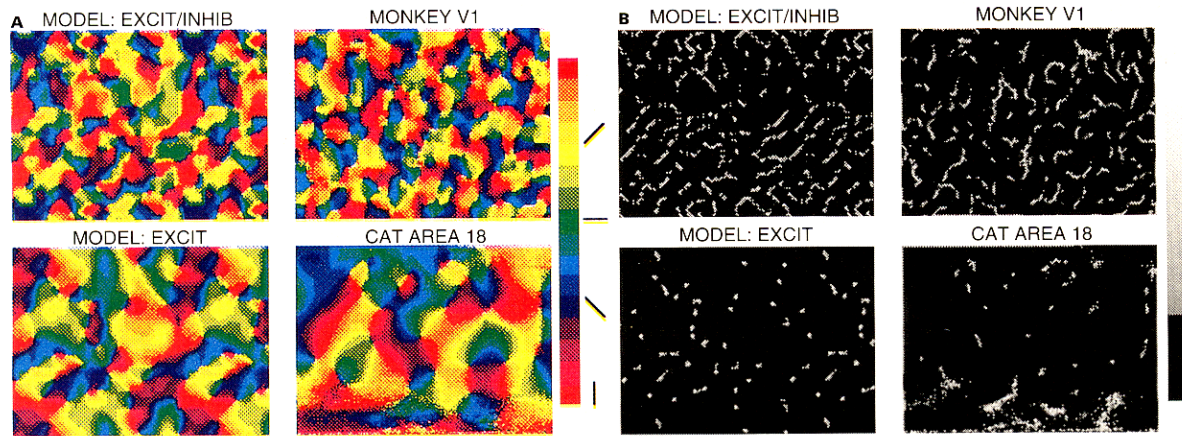 A MODEL: EXCIT/INHIB MONKEY V1
MODEL: EXCIT CAT AREA 18
B MODEL: EXCIT/INHIB MONKEY V1
MODEL: EXCIT CAT AREA 18